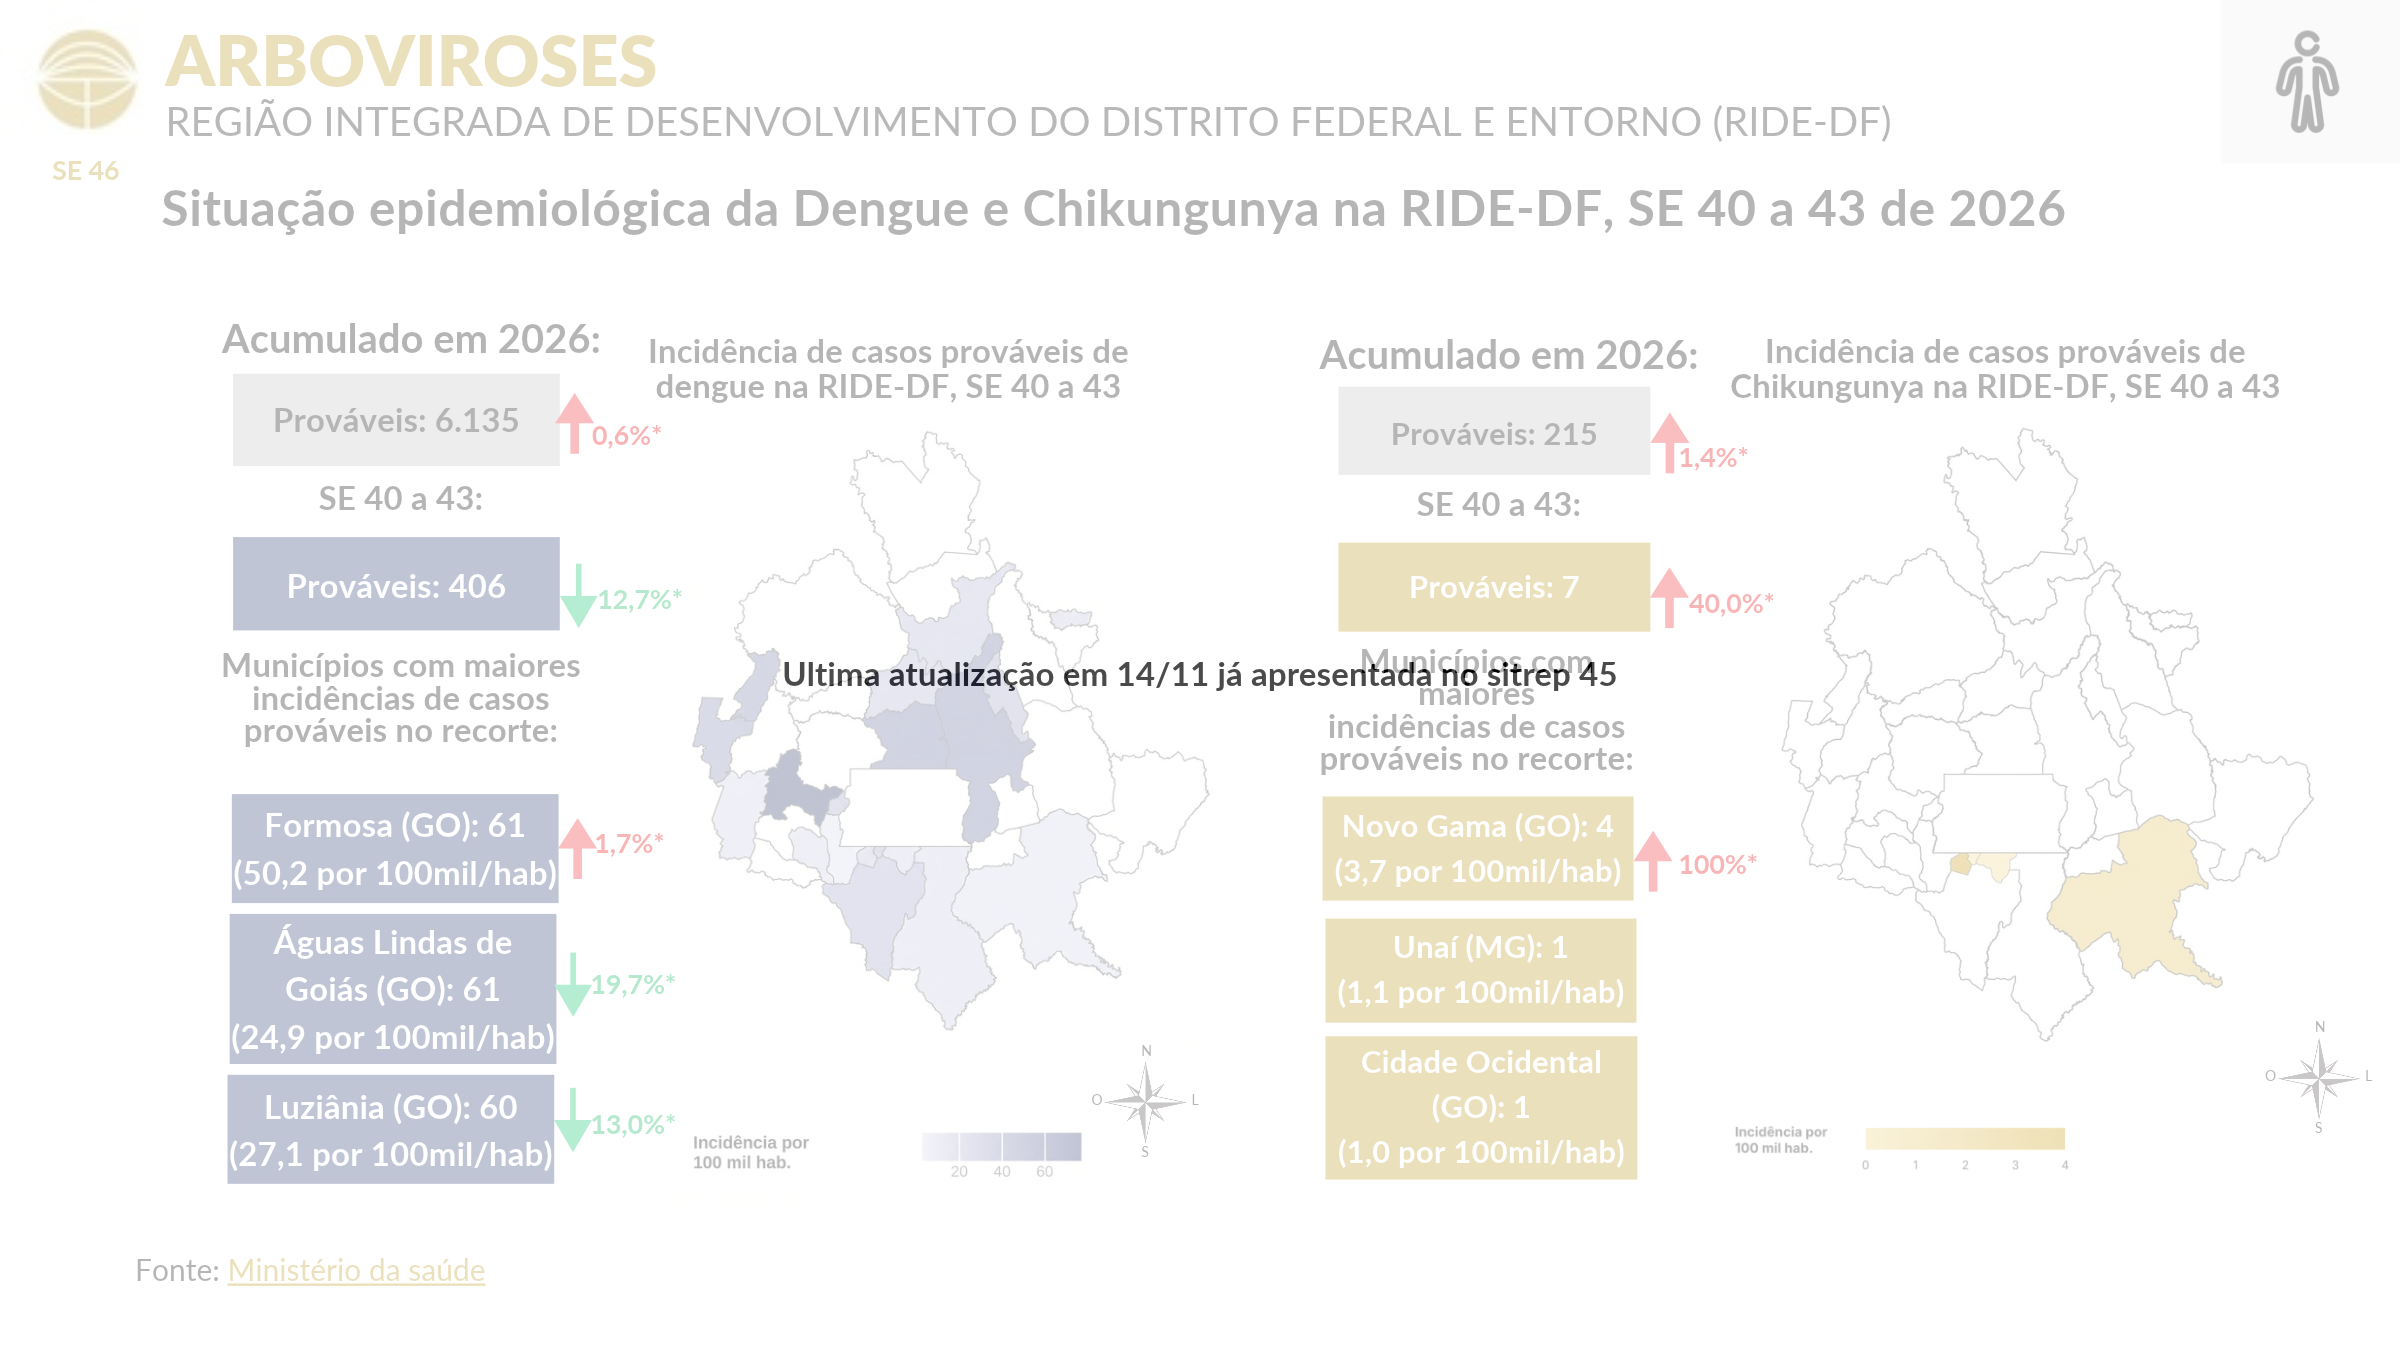 ARBOVIROSES
REGIÃO INTEGRADA DE DESENVOLVIMENTO DO DISTRITO FEDERAL E ENTORNO (RIDE-DF)
SE 46
Situação epidemiológica da Dengue e Chikungunya na RIDE-DF, SE 40 a 43 de 2026
Acumulado em 2026:
Prováveis: 6.135
0,6%*
SE 40 a 43:
Prováveis: 406
12,7%*
Municípios com maiores
incidências de casos
prováveis no recorte:
Formosa (GO): 61
(50,2 por 100mil/hab)
1,7%*
Águas Lindas de
Goiás (GO): 61
(24,9 por 100mil/hab)
19,7%*
Luziânia (GO): 60
(27,1 por 100mil/hab)
13,0%*
Incidência de casos prováveis de
dengue na RIDE-DF, SE 40 a 43
N
O
L
S
Incidência por
100 mil hab.
20 40 60
Ultima atualização em 14/11 já apresentada no sitrep 45
Acumulado em 2026:
Prováveis: 215
1,4%*
SE 40 a 43:
Prováveis: 7
40,0%*
Municípios com
maiores
incidências de casos
prováveis no recorte:
Novo Gama (GO): 4
(3,7 por 100mil/hab)
100%*
Unaí (MG): 1
(1,1 por 100mil/hab)
Cidade Ocidental
(GO): 1
(1,0 por 100mil/hab)
Incidência de casos prováveis de
Chikungunya na RIDE-DF, SE 40 a 43
N
O
L
S
Incidência por
100 mil hab.
0 1 2 3 4
Fonte: Ministério da saúde